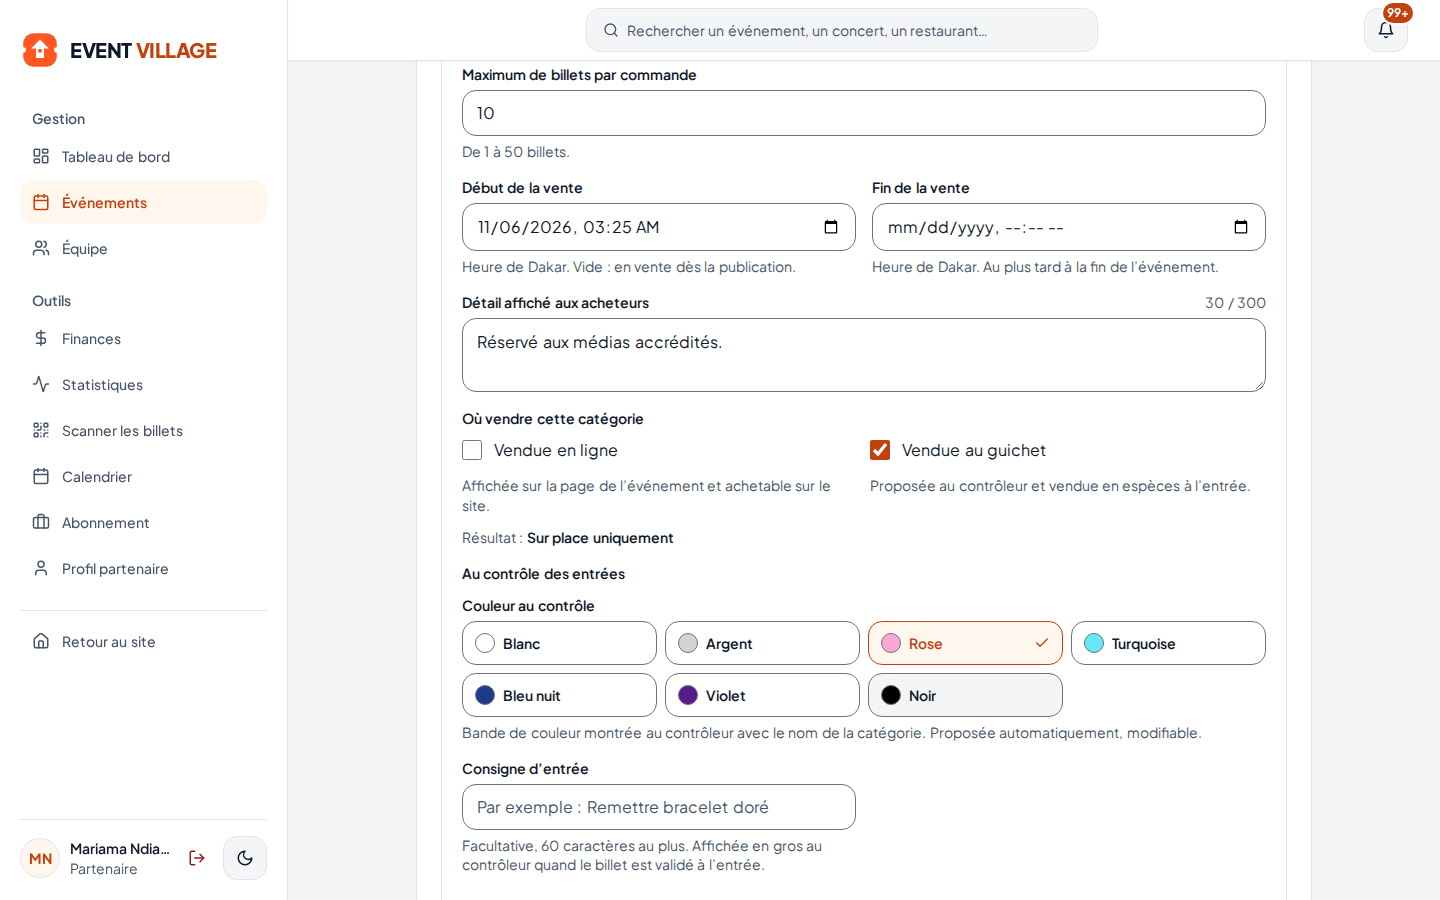 EVENT VILLAGE
Rechercher un événement, un concert, un restaurant…
99+
Gestion
Tableau de bord
Événements
Équipe
Outils
Finances
Statistiques
Scanner les billets
Calendrier
Abonnement
Profil partenaire
Retour au site
MN
Mariama Ndia…
Partenaire
Maximum de billets par commande
10
De 1 à 50 billets.
Début de la vente
Fin de la vente
11/06/2026, 03:25 AM
mm/dd/yyyy, --:-- --
Heure de Dakar. Vide : en vente dès la publication.
Heure de Dakar. Au plus tard à la fin de l’événement.
Détail affiché aux acheteurs
30 / 300
Réservé aux médias accrédités.
Où vendre cette catégorie
Vendue en ligne
Vendue au guichet
Affichée sur la page de l’événement et achetable sur le
site.
Proposée au contrôleur et vendue en espèces à l’entrée.
Résultat : Sur place uniquement
Au contrôle des entrées
Couleur au contrôle
Blanc
Argent
Rose
Turquoise
Bleu nuit
Violet
Noir
Bande de couleur montrée au contrôleur avec le nom de la catégorie. Proposée automatiquement, modifiable.
Consigne d’entrée
Par exemple : Remettre bracelet doré
Facultative, 60 caractères au plus. Affichée en gros au
contrôleur quand le billet est validé à l’entrée.